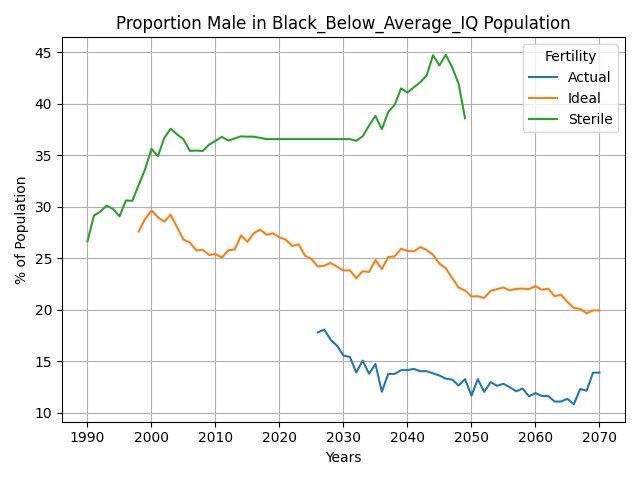 Proportion Male in Black_Below_Average_IQ Population
% of Population
45
40
35
30
25
20
15
10
Fertility
Actual
Ideal
Sterile
1990 2000 2010 2020 2030 2040 2050 2060 2070
Years